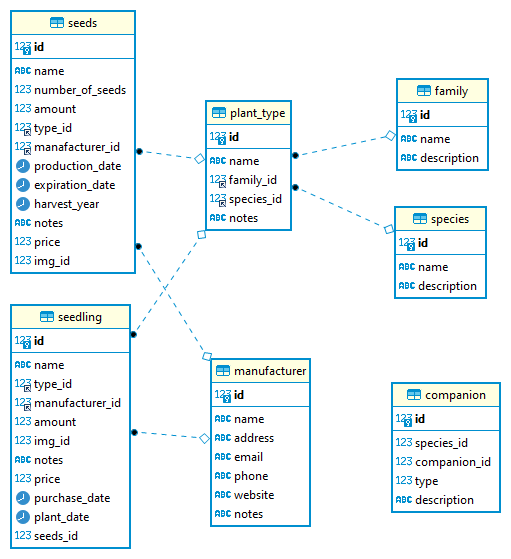 seeds
123 id
ABC name
123 number_of_seeds
123 amount
123 type_id
123 manafacturer_id
production_date
expiration_date
harvest_year
ABC notes
123 price
123 img_id
plant_type
123 id
ABC name
123 family_id
123 species_id
ABC notes
family
123 id
ABC name
ABC description
species
123 id
ABC name
ABC description
seedling
123 id
ABC name
123 type_id
123 manufacturer_id
123 amount
123 img_id
ABC notes
123 price
purchase_date
plant_date
123 seeds_id
manufacturer
123 id
ABC name
ABC address
ABC email
ABC phone
ABC website
ABC notes
companion
123 id
123 species_id
123 companion_id
123 type
ABC description